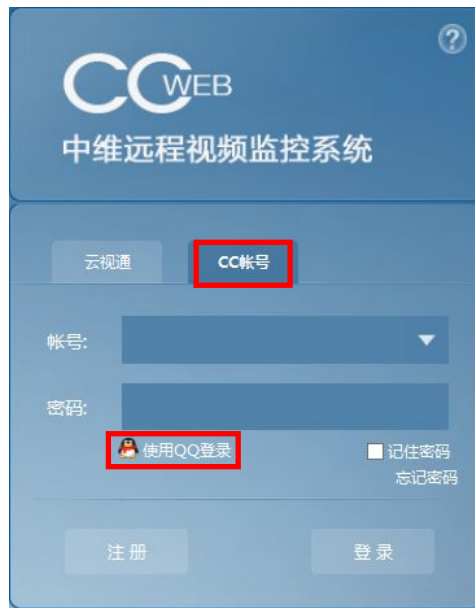 ?
CCWEB
中维远程视频监控系统
云视通 CC帐号
帐号:
密码:
使用QQ登录 记住密码
忘记密码
注 册 登 录